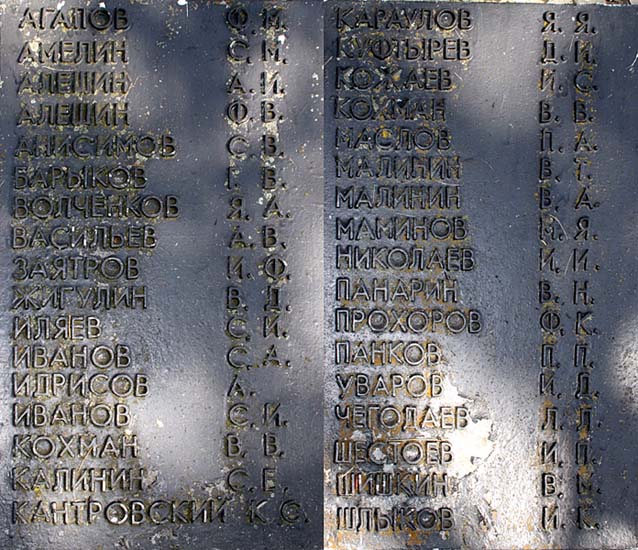 АГАПОВ Ф. М.
АМЕЛИН С. М.
АЛЕШИН А. И.
АЛЕШИН Ф. В.
АНИСИМОВ С. В.
БАРЫКОВ Г. В.
ВОЛЧЁНКОВ Я. А.
ВАСИЛЬЕВ А. В.
ЗАЯТРОВ И. Ф.
ЖИГУЛИН В. Д.
ИЛЯЕВ С. И.
ИВАНОВ С. А.
ИДРИСОВ А.
ИВАНОВ С. И.
КОХМАН В. В.
КАЛИНИН С. Е.
КАНТРОВСКИЙ К. С.
КАРАУЛОВ Я. Я.
КУФТЫРЕВ Д. И.
КОЖАЕВ И. С.
КОХМАН В. В.
МАСЛОВ П. А.
МАЛИНИН В. Т.
МАЛИНИН В. А.
МАМИНОВ М. Я.
НИКОЛАЕВ И. И.
ПАНАРИН В. Н.
ПРОХОРОВ Ф. К.
ПАНКОВ П. П.
УВАРОВ И. Д.
ЧЕГОДАЕВ Л. Л.
ШЕСТОЕВ И. П.
ШИШКИН В. М.
ШЛЫКОВ И. К.